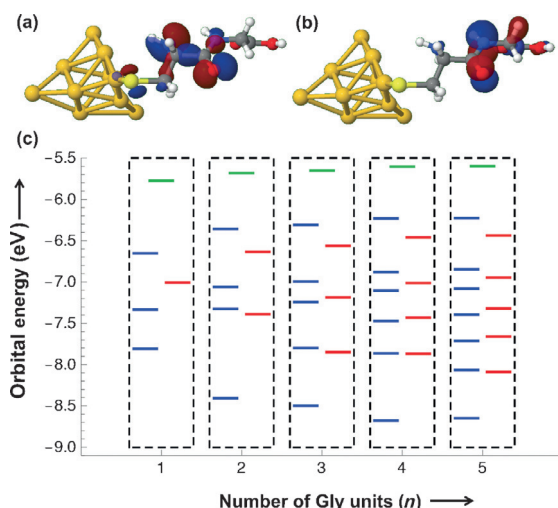 (a)
(b)
(c)
Orbital energy (eV)
-5.5
-6.0
-6.5
-7.0
-7.5
-8.0
-8.5
-9.0
1 2 3 4 5
Number of Gly units (n)